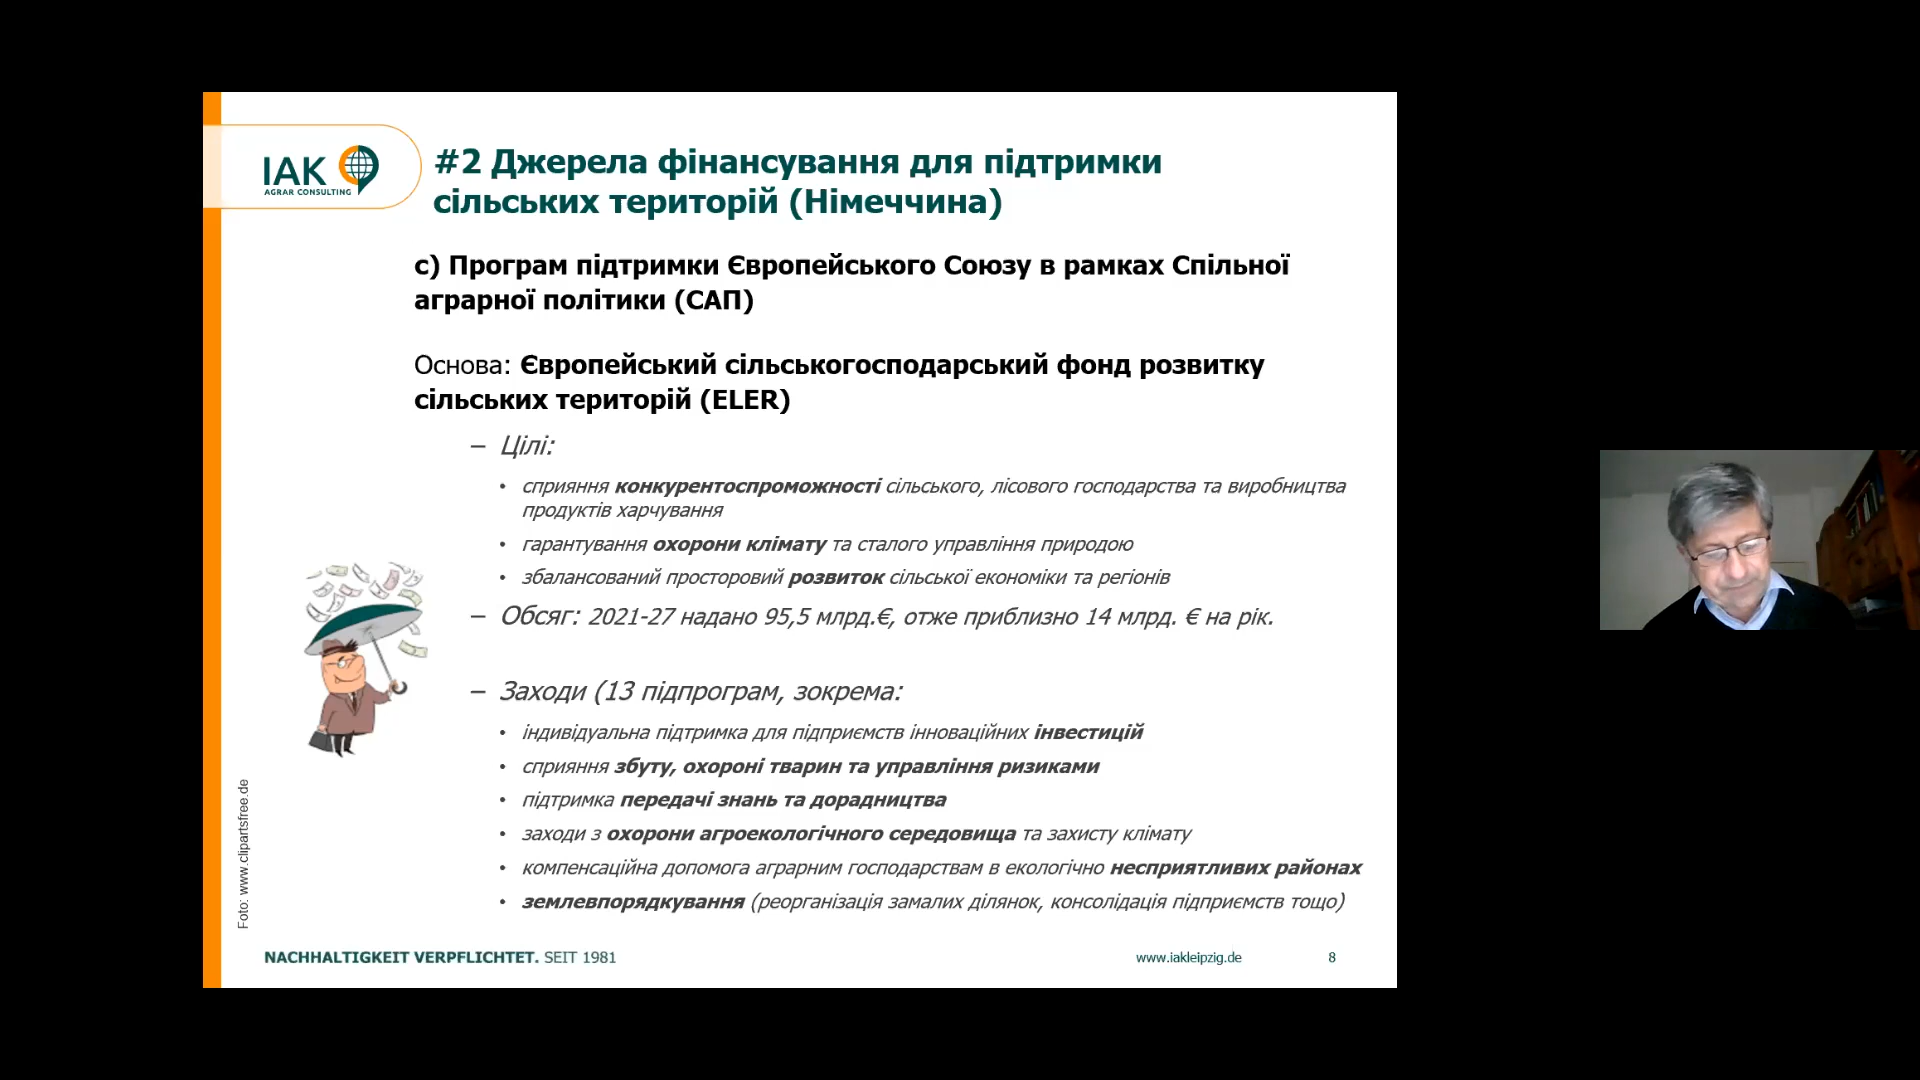 IAK
AGRAR CONSULTING
#2 Джерела фінансування для підтримки
сільських територій (Німеччина)
c) Програм підтримки Європейського Союзу в рамках Спільної
аграрної політики (САП)
Основа: Європейський сільськогосподарський фонд розвитку
сільських територій (ELER)
– Цілі:
• сприяння конкурентоспроможності сільського, лісового господарства та виробництва
продуктів харчування
• гарантування охорони клімату та сталого управління природою
• збалансований просторовий розвиток сільської економіки та регіонів
– Обсяг: 2021-27 надано 95,5 млрд.€, отже приблизно 14 млрд. € на рік.
– Заходи (13 підпрограм, зокрема:
• індивідуальна підтримка для підприємств інноваційних інвестицій
• сприяння збуту, охороні тварин та управління ризиками
• підтримка передачі знань та дорадництва
• заходи з охорони агроекологічного середовища та захисту клімату
• компенсаційна допомога аграрним господарствам в екологічно несприятливих районах
• землевпорядкування (реорганізація замалих ділянок, консолідація підприємств тощо)
Foto: www.clipartsfree.de
NACHHALTIGKEIT VERPFLICHTET. SEIT 1981
www.iakleipzig.de
8